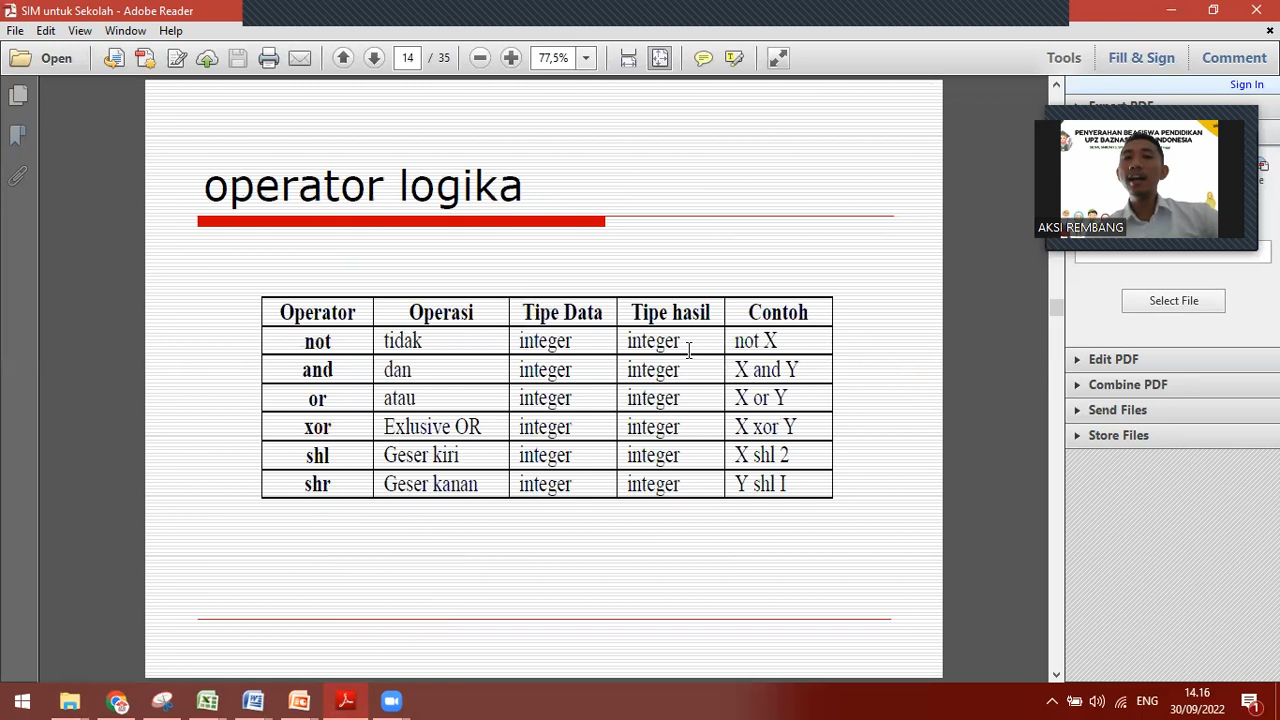 SIM untuk Sekolah - Adobe Reader
File Edit View Window Help
Open 14 / 35 77,5% Tools Fill & Sign Comment
Sign In
operator logika
Operator Operasi Tipe Data Tipe hasil Contoh
not tidak integer integer not X
and dan integer integer X and Y
or atau integer integer X or Y
xor Exlusive OR integer integer X xor Y
shl Geser kiri integer integer X shl 2
shr Geser kanan integer integer Y shl I
PENYERAHAN BEASISWA PENDIDIKAN
AKSI REMBANG
Select File
Edit PDF
Combine PDF
Send Files
Store Files
ENG
14.16
30/09/2022
1